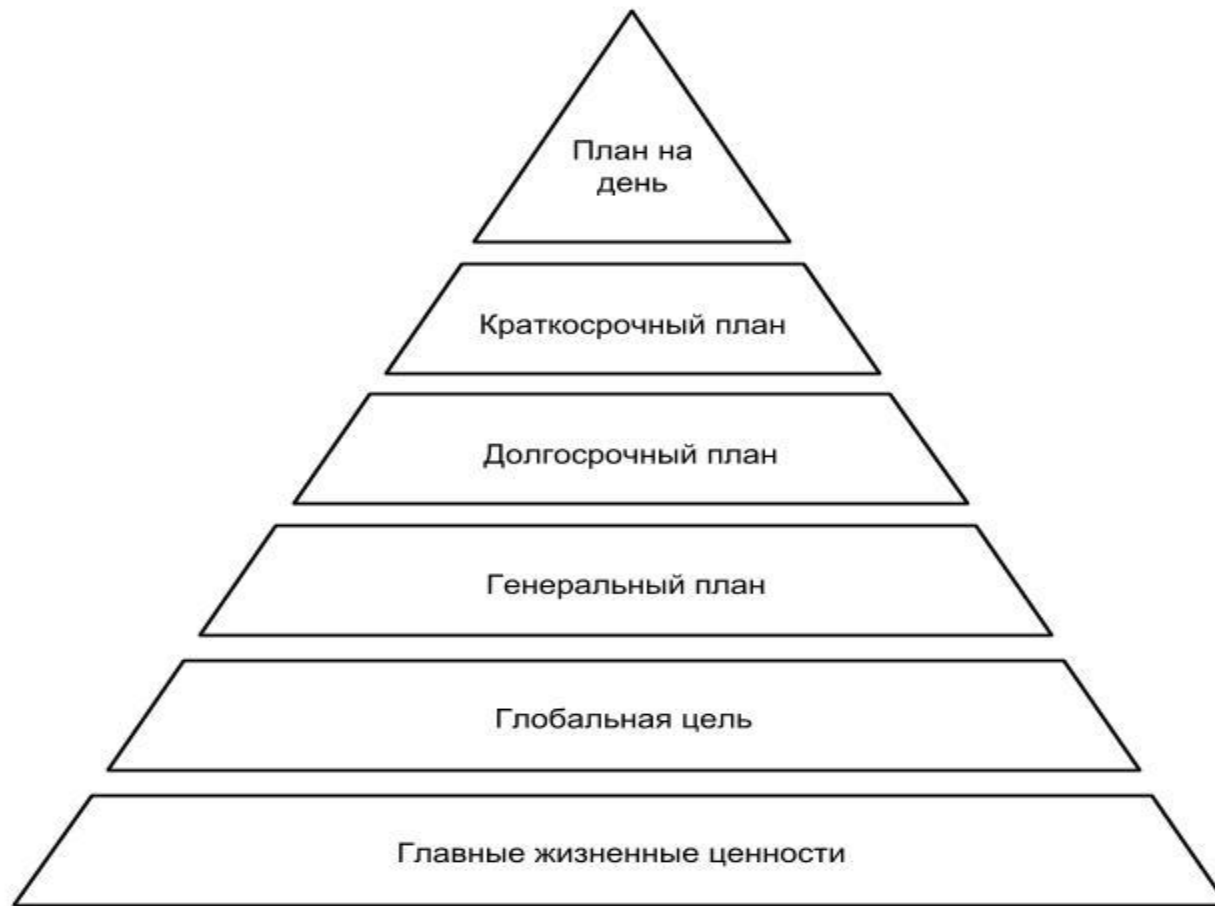 План на
день
Краткосрочный план
Долгосрочный план
Генеральный план
Глобальная цель
Главные жизненные ценности